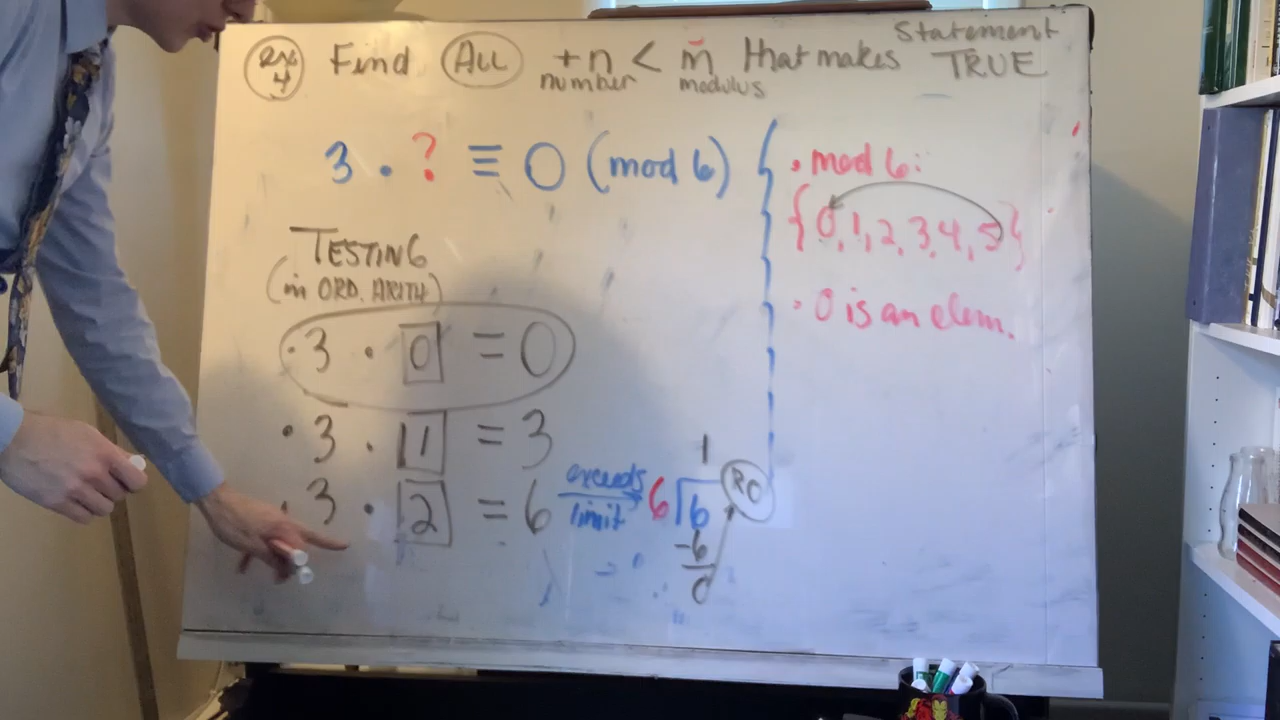 ex 4 Find ALL +n < m that makes Statement TRUE
number modulus
3 · ? ≡ 0 (mod 6)
TESTING
(in ORD. ARITH)
· 3 · 0 = 0
· 3 · 1 = 3
· 3 · 2 = 6 exceeds limit 6 6 1 R0
-6
0
• mod 6:
{0, 1, 2, 3, 4, 5}
• 0 is an elem.